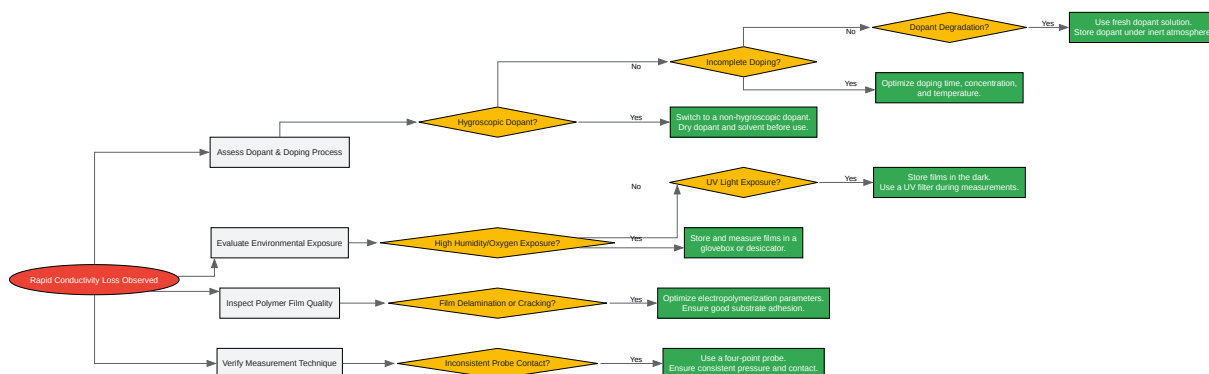 Dopant Degradation?
Yes
Use fresh dopant solution.
Store dopant under inert atmosphere
No
Incomplete Doping?
No
Yes
Optimize doping time, concentration,
and temperature.
Hygroscopic Dopant?
Yes
Switch to a non-hygroscopic dopant.
Dry dopant and solvent before use.
Assess Dopant & Doping Process
UV Light Exposure?
Yes
Store films in the dark.
Use a UV filter during measurements.
No
Evaluate Environmental Exposure
High Humidity/Oxygen Exposure?
Yes
Store and measure films in a
glovebox or desiccator.
Rapid Conductivity Loss Observed
Inspect Polymer Film Quality
Film Delamination or Cracking?
Yes
Optimize electropolymerization parameters.
Ensure good substrate adhesion.
Verify Measurement Technique
Inconsistent Probe Contact?
Yes
Use a four-point probe.
Ensure consistent pressure and contact.